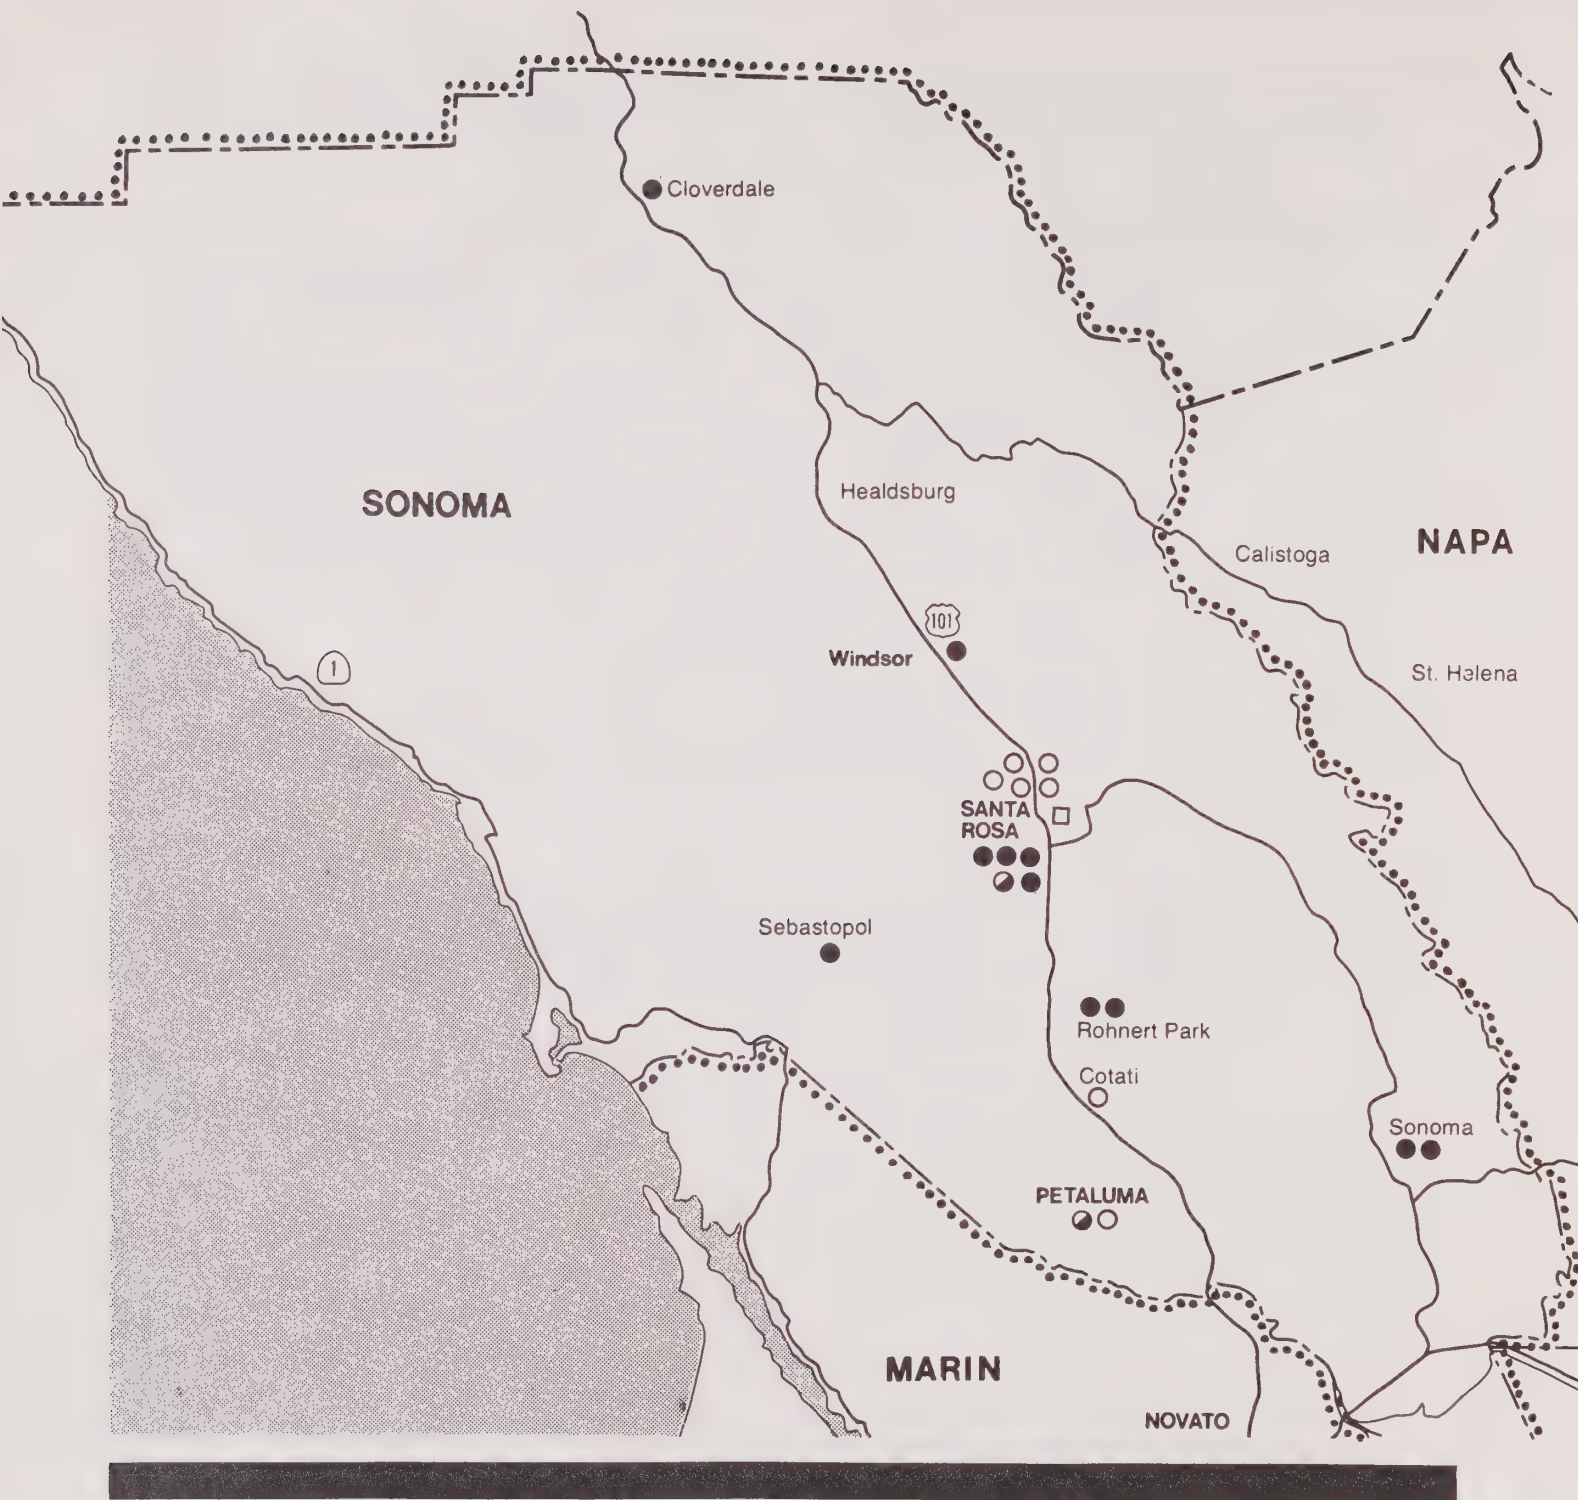 Cloverdale
SONOMA
Healdsburg
NAPA
Calistoga
101
Windsor
1
St. Helena
SANTA
ROSA
Sebastopol
Rohnert Park
Cotati
Sonoma
PETALUMA
MARIN
NOVATO